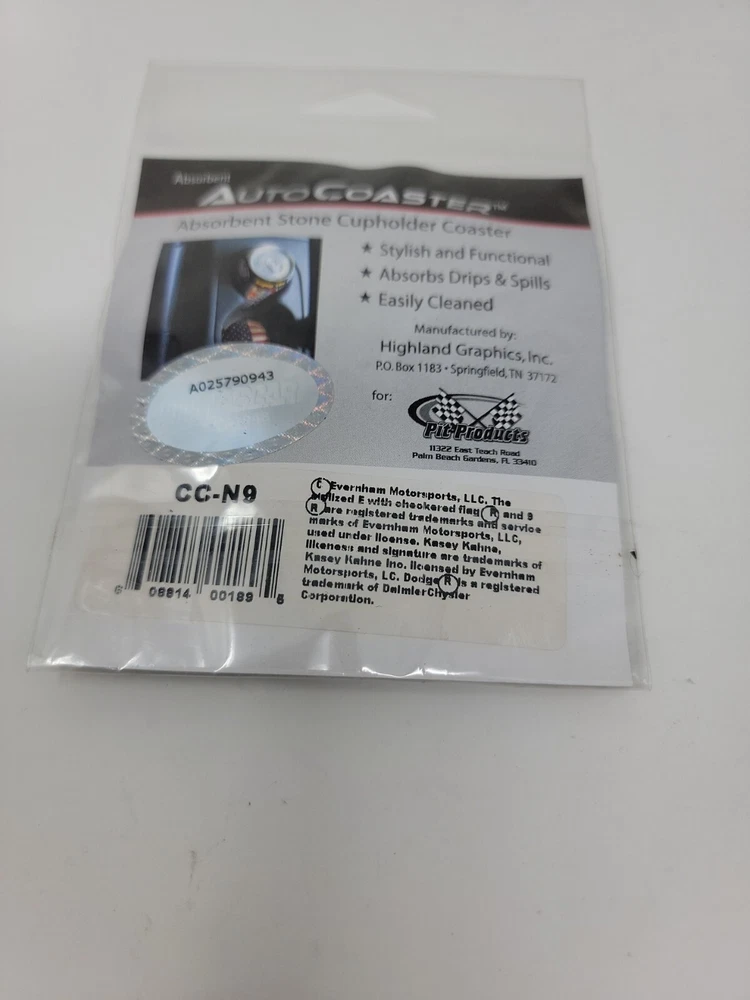 Absorbent
AUTOCOASTER™
Absorbent Stone Cupholder Coaster
★ Stylish and Functional
★ Absorbs Drips & Spills
★ Easily Cleaned
Manufactured by:
Highland Graphics, Inc.
P.O. Box 1183 • Springfield, TN 37172
A025790943
for:
Pit Products
11322 East Teach Road
Palm Beach Gardens, FL 33410
CC-N9
© Evernham Motorsports, LLC. The
stylized E with checkered flag ® and 9
® are registered trademarks and service
marks of Evernham Motorsports, LLC,
used under license. Kasey Kahne,
likeness and signature are trademarks of
Kasey Kahne Inc. licensed by Evernham
Motorsports, LC. Dodge ® is a registered
trademark of DaimlerChysler
Corporation.
6 08814 00189 5